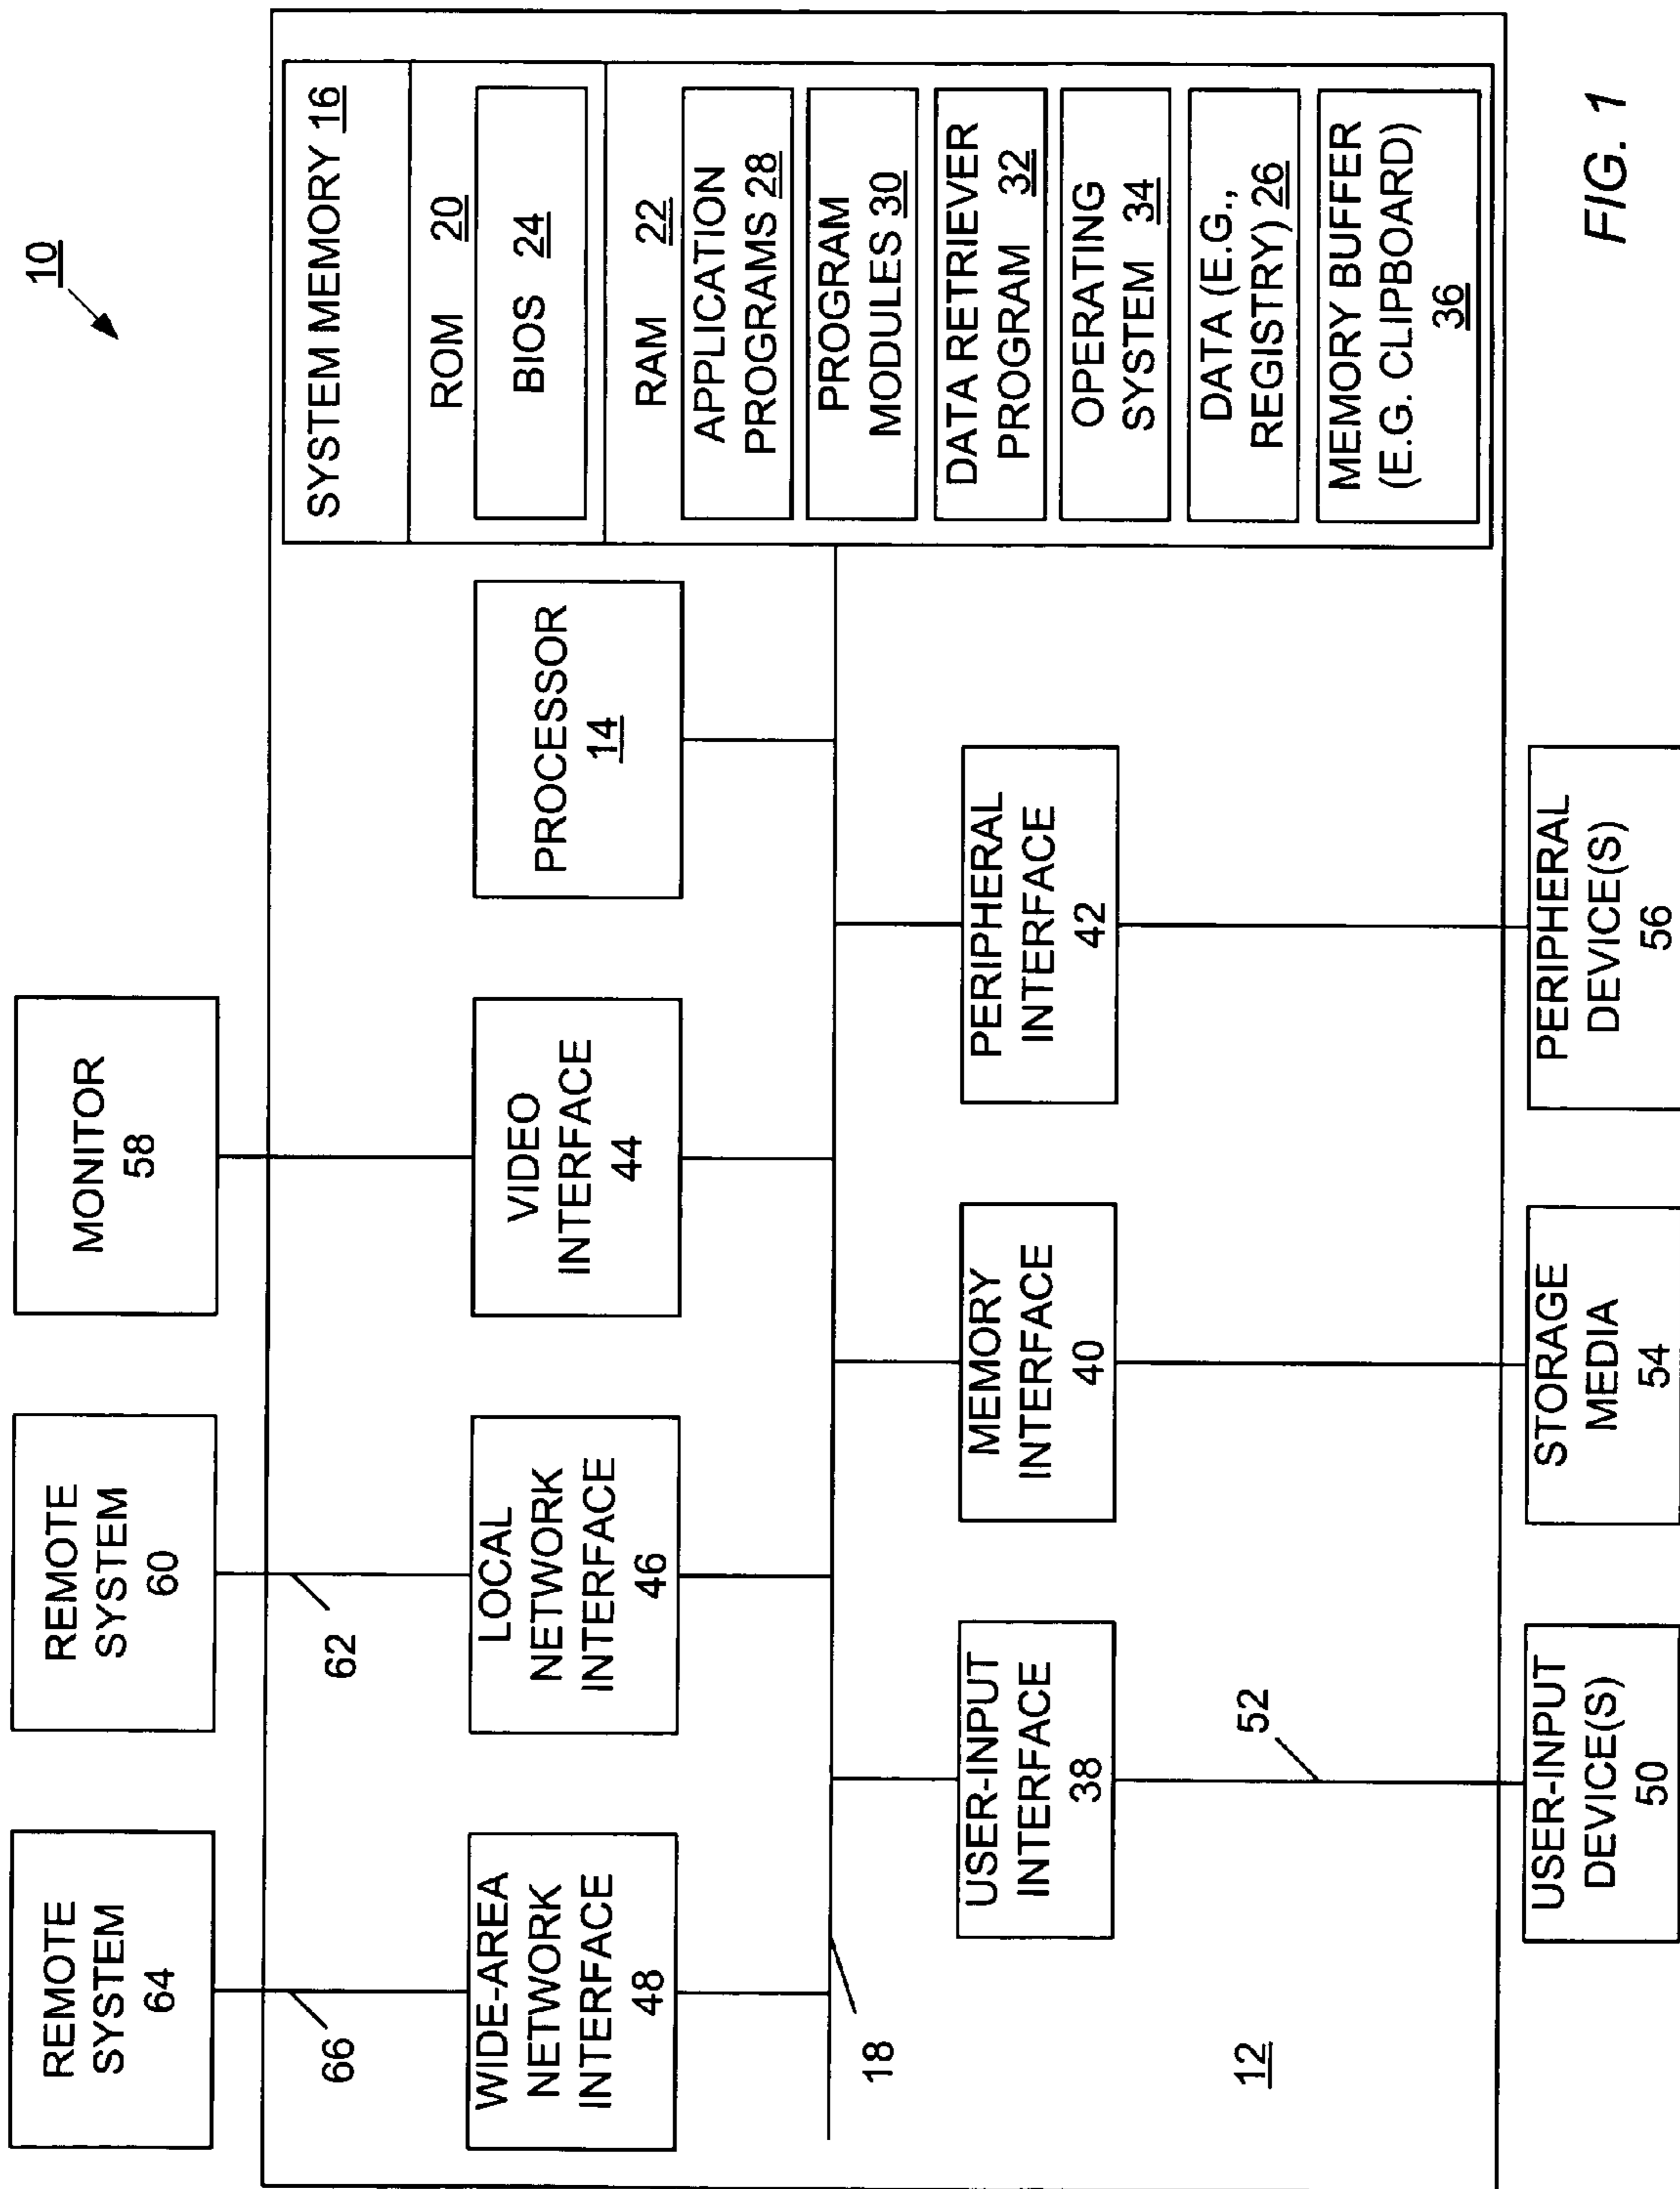 10
REMOTE
SYSTEM
64
REMOTE
SYSTEM
60
MONITOR
58
66
62
WIDE-AREA
NETWORK
INTERFACE
48
LOCAL
NETWORK
INTERFACE
46
VIDEO
INTERFACE
44
PROCESSOR
14
SYSTEM MEMORY 16
ROM 20
BIOS 24
RAM 22
APPLICATION
PROGRAMS 28
PROGRAM
MODULES 30
DATA RETRIEVER
PROGRAM 32
OPERATING
SYSTEM 34
DATA (E.G.,
REGISTRY) 26
MEMORY BUFFER
(E.G. CLIPBOARD)
36
18
USER-INPUT
INTERFACE
38
MEMORY
INTERFACE
40
PERIPHERAL
INTERFACE
42
12
52
USER-INPUT
DEVICE(S)
50
STORAGE
MEDIA
54
PERIPHERAL
DEVICE(S)
56
FIG. 1